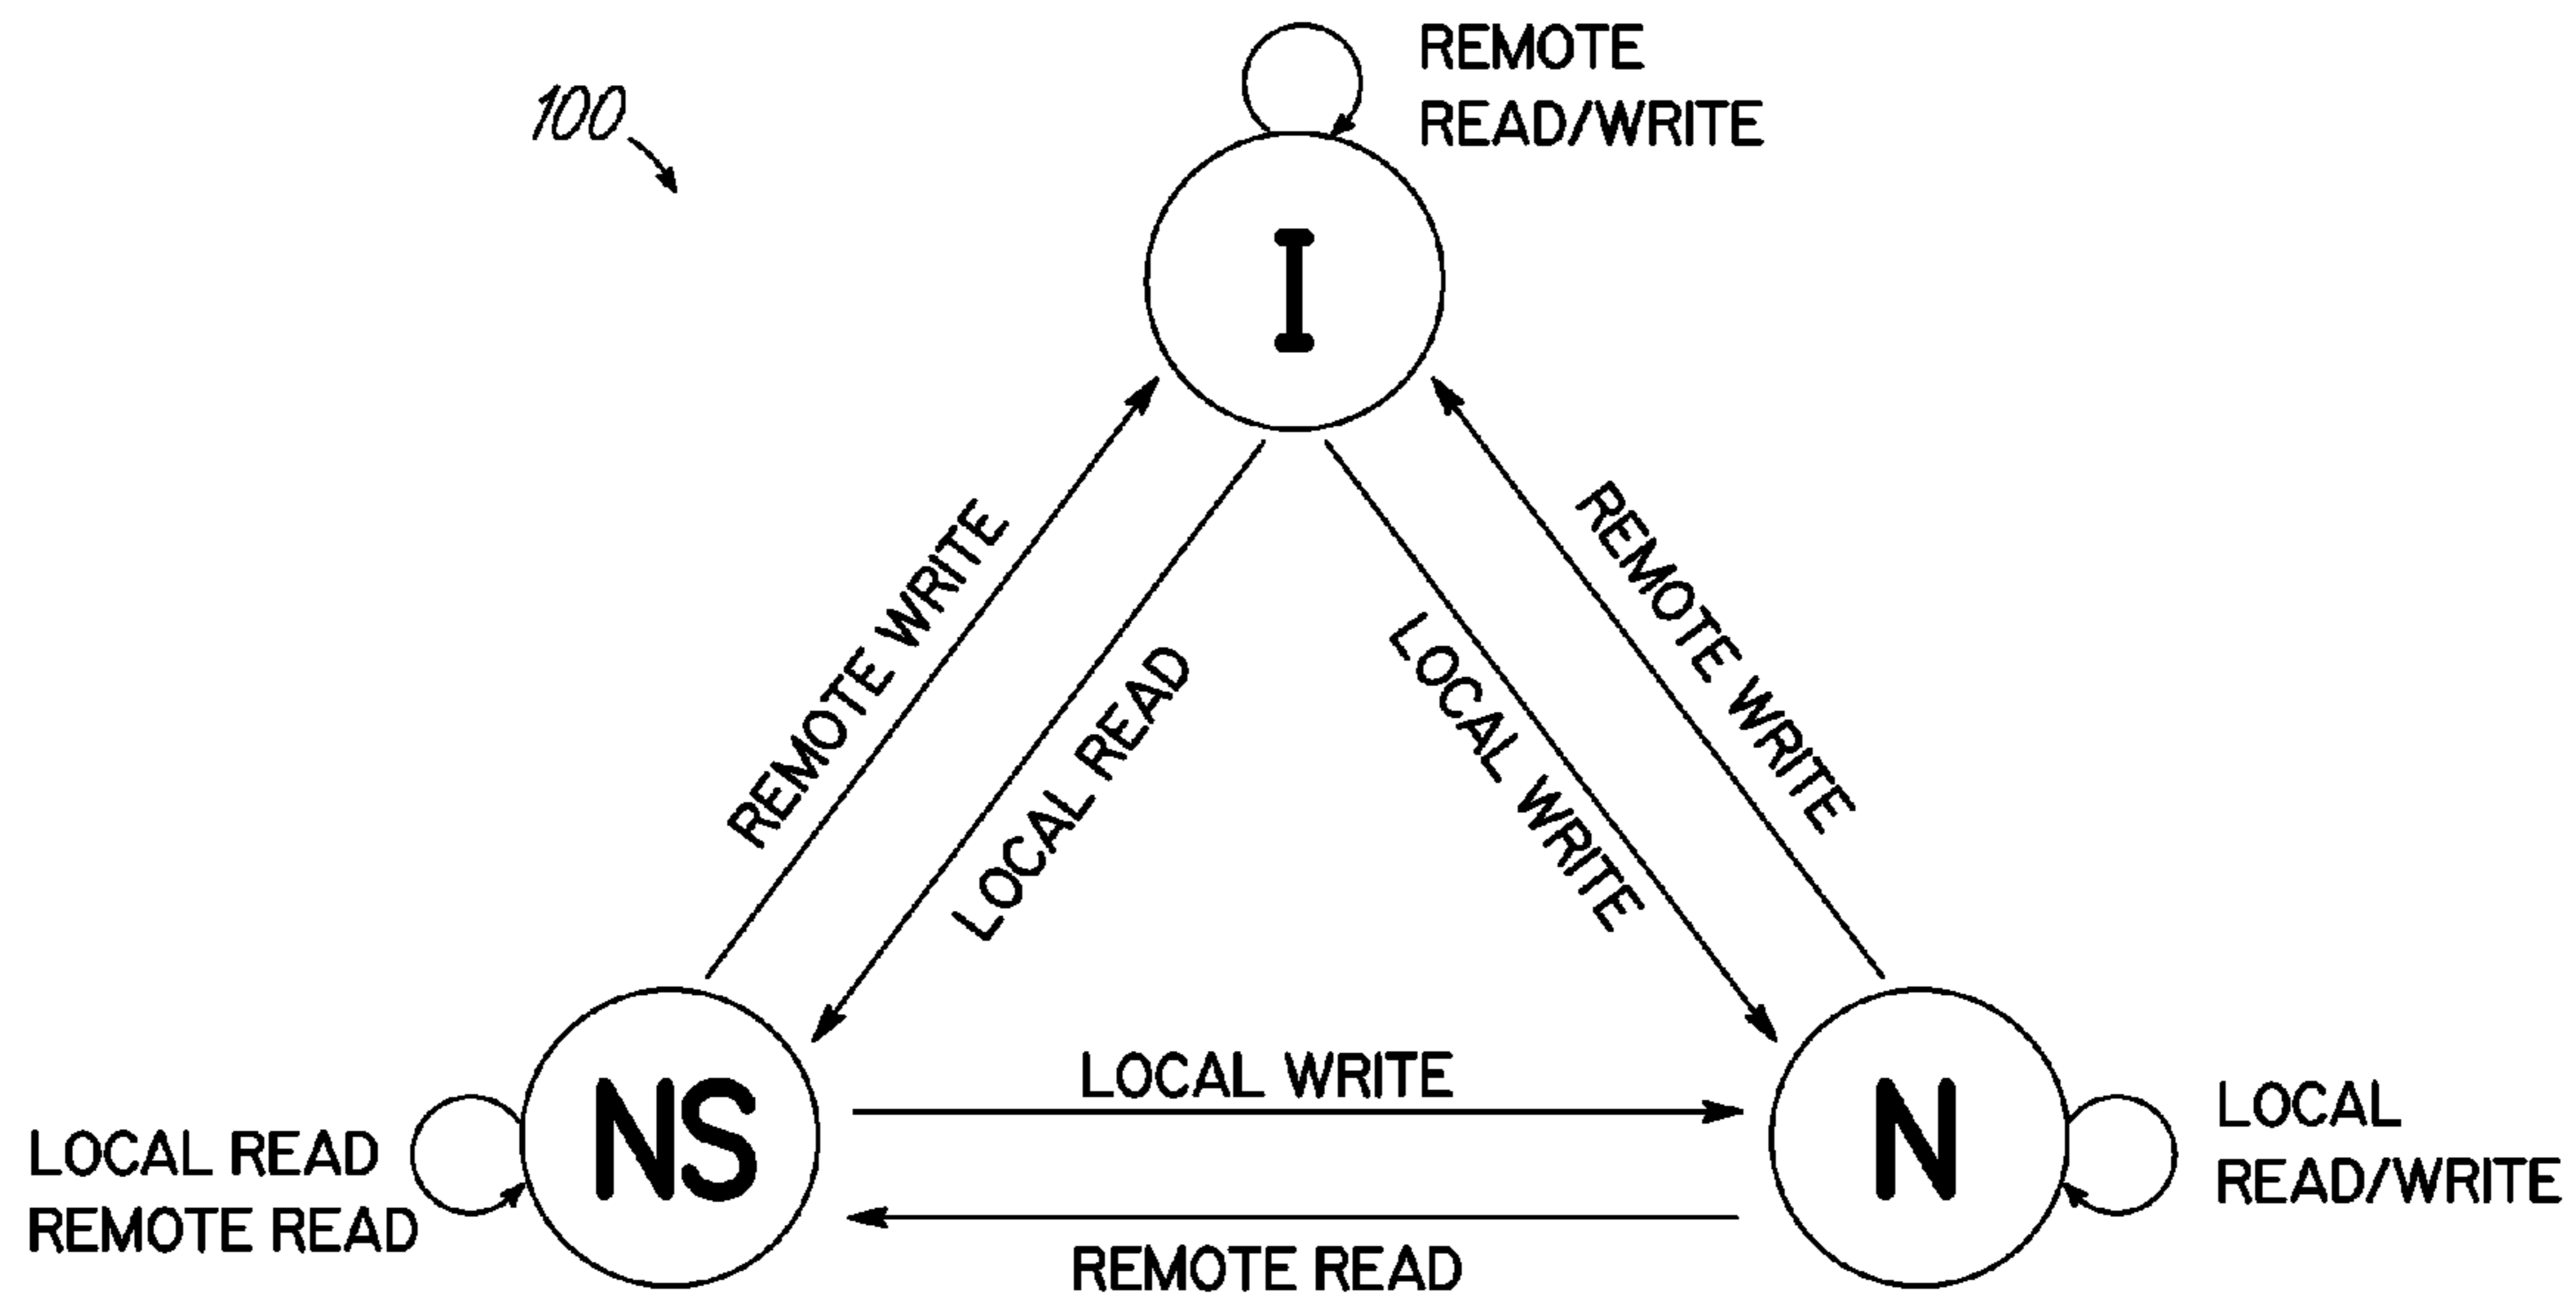 100
REMOTE
READ/WRITE
I
REMOTE WRITE
LOCAL READ
LOCAL WRITE
REMOTE WRITE
NS
LOCAL READ
REMOTE READ
LOCAL WRITE
REMOTE READ
N
LOCAL
READ/WRITE